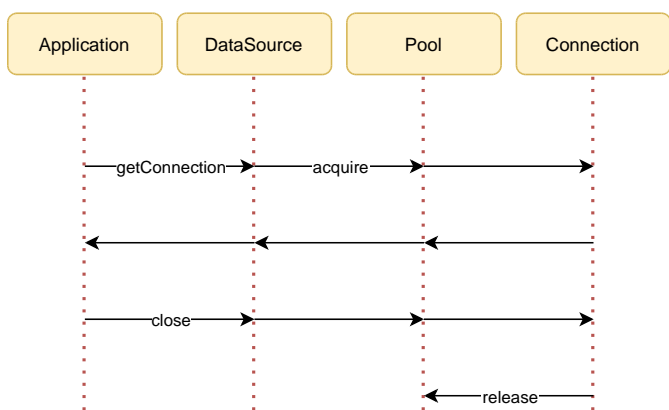 Application
DataSource
Pool
Connection
getConnection
acquire
close
release